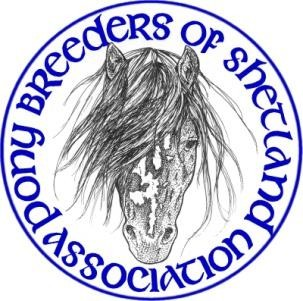 PONY BREEDERS OF SHETLAND
ASSOCIATION